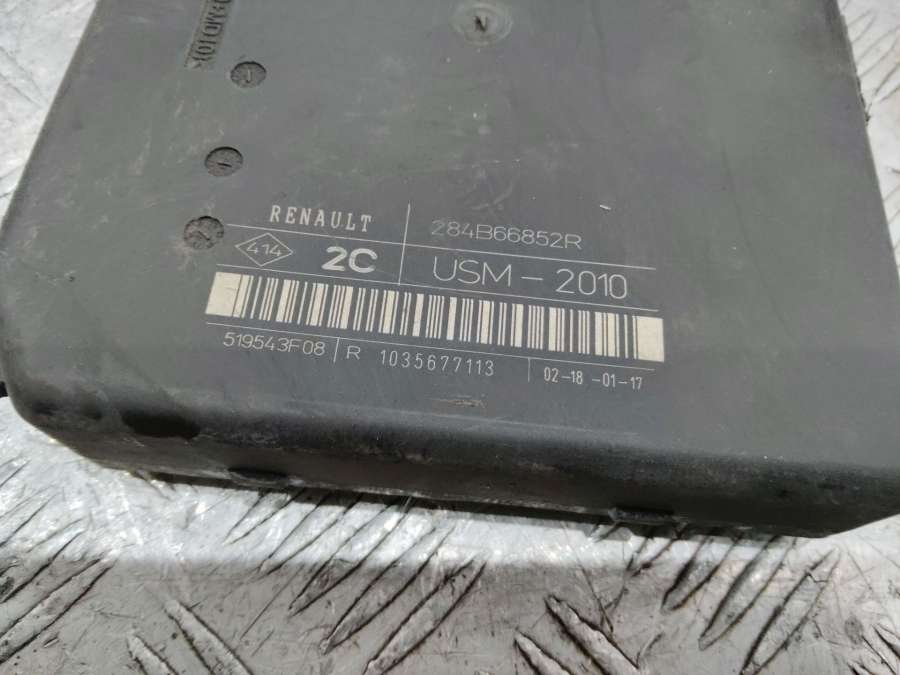 RENAULT 284B66852R
414 2C USM - 2010
519543F08 R 1035677113 02-18-01-17